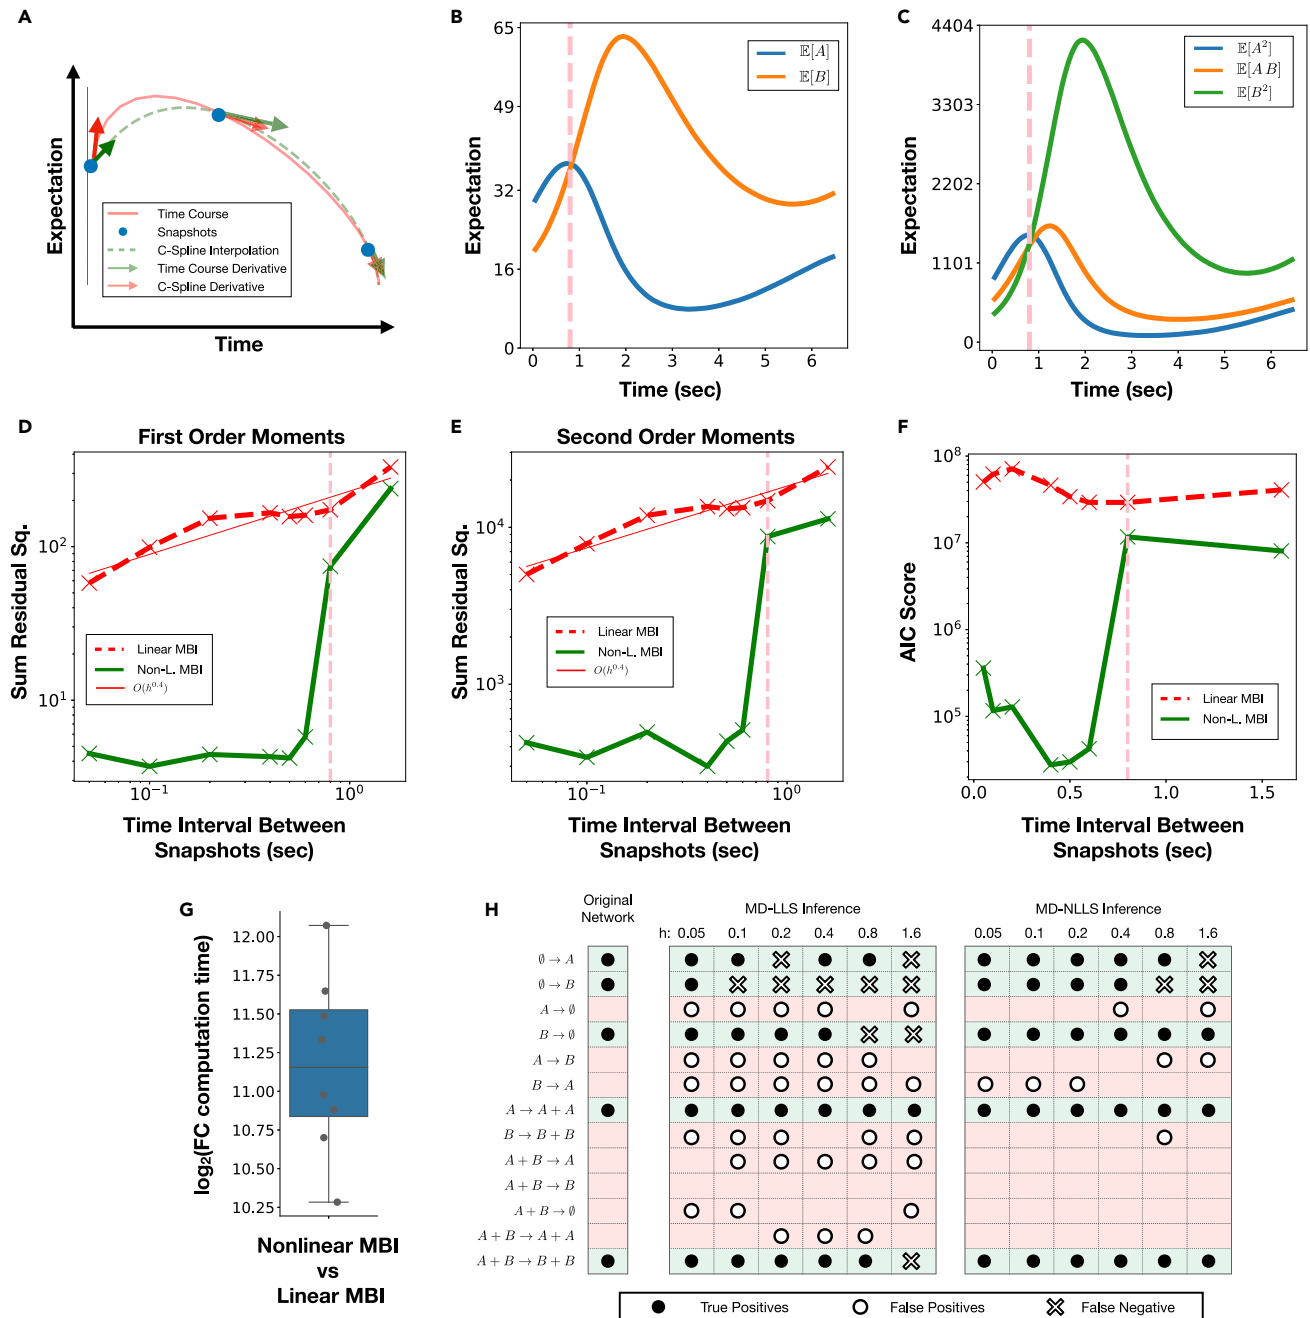 A
Expectation
Time
Time Course
Snapshots
C-Spline Interpolation
Time Course Derivative
C-Spline Derivative
B
65
49
32
16
0
Expectation
𝔼[A]
𝔼[B]
0 1 2 3 4 5 6
Time (sec)
C
4404
3303
2202
1101
0
Expectation
𝔼[A²]
𝔼[A B]
𝔼[B²]
0 1 2 3 4 5 6
Time (sec)
D
First Order Moments
Sum Residual Sq.
10²
10¹
Linear MBI
Non-L. MBI
O(h^0.4)
10⁻¹ 10⁰
Time Interval Between
Snapshots (sec)
E
Second Order Moments
Sum Residual Sq.
10⁴
10³
Linear MBI
Non-L. MBI
O(h^0.4)
10⁻¹ 10⁰
Time Interval Between
Snapshots (sec)
F
AIC Score
10⁸
10⁷
10⁶
10⁵
Linear MBI
Non-L. MBI
0.0 0.5 1.0 1.5
Time Interval Between
Snapshots (sec)
G
log₂(FC computation time)
12.00
11.75
11.50
11.25
11.00
10.75
10.50
10.25
Nonlinear MBI
vs
Linear MBI
H
Original
Network
MD-LLS Inference
MD-NLLS Inference
h: 0.05 0.1 0.2 0.4 0.8 1.6 0.05 0.1 0.2 0.4 0.8 1.6
∅ → A
∅ → B
A → ∅
B → ∅
A → B
B → A
A → A + A
B → B + B
A + B → A
A + B → B
A + B → ∅
A + B → A + A
A + B → B + B
True Positives False Positives False Negative